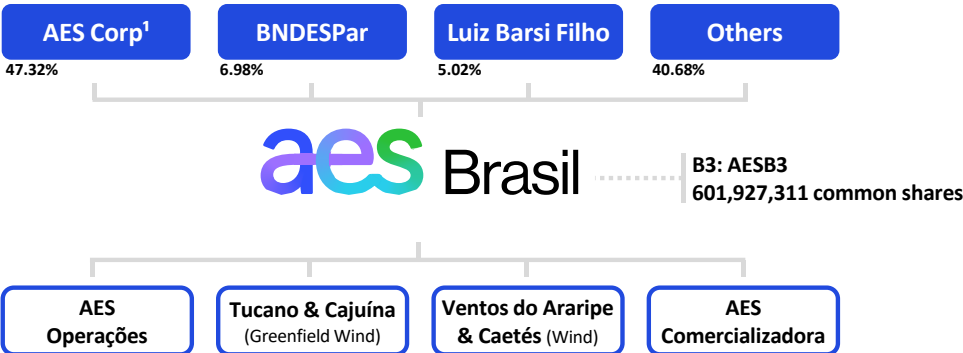 AES Corp¹ BNDESPar Luiz Barsi Filho Others
47.32% 6.98% 5.02% 40.68%
aes Brasil
B3: AESB3
601,927,311 common shares
AES
Operações
Tucano & Cajuína
(Greenfield Wind)
Ventos do Araripe
& Caetés (Wind)
AES
Comercializadora